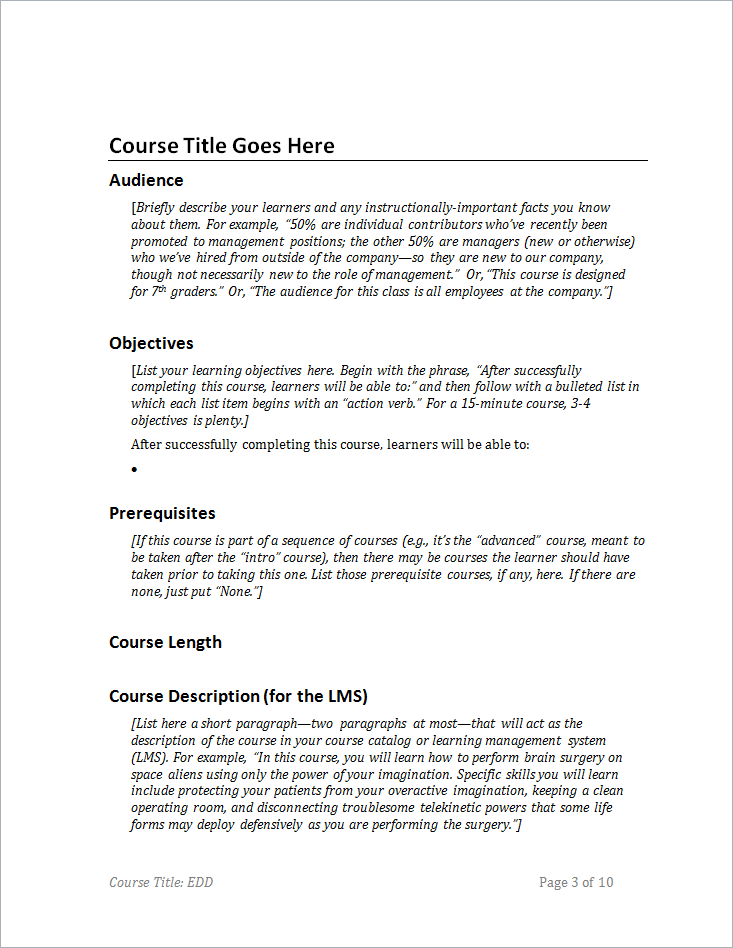 Course Title Goes Here
Audience
[Briefly describe your learners and any instructionally-important facts you know
about them. For example, “50% are individual contributors who’ve recently been
promoted to management positions; the other 50% are managers (new or otherwise)
who we’ve hired from outside of the company—so they are new to our company,
though not necessarily new to the role of management.” Or, “This course is designed
for 7th graders.” Or, “The audience for this class is all employees at the company.”]
Objectives
[List your learning objectives here. Begin with the phrase, “After successfully
completing this course, learners will be able to:” and then follow with a bulleted list in
which each list item begins with an “action verb.” For a 15-minute course, 3-4
objectives is plenty.]
After successfully completing this course, learners will be able to:
•
Prerequisites
[If this course is part of a sequence of courses (e.g., it’s the “advanced” course, meant to
be taken after the “intro” course), then there may be courses the learner should have
taken prior to taking this one. List those prerequisite courses, if any, here. If there are
none, just put “None.”]
Course Length
Course Description (for the LMS)
[List here a short paragraph—two paragraphs at most—that will act as the
description of the course in your course catalog or learning management system
(LMS). For example, “In this course, you will learn how to perform brain surgery on
space aliens using only the power of your imagination. Specific skills you will learn
include protecting your patients from your overactive imagination, keeping a clean
operating room, and disconnecting troublesome telekinetic powers that some life
forms may deploy defensively as you are performing the surgery.”]
Course Title: EDD Page 3 of 10